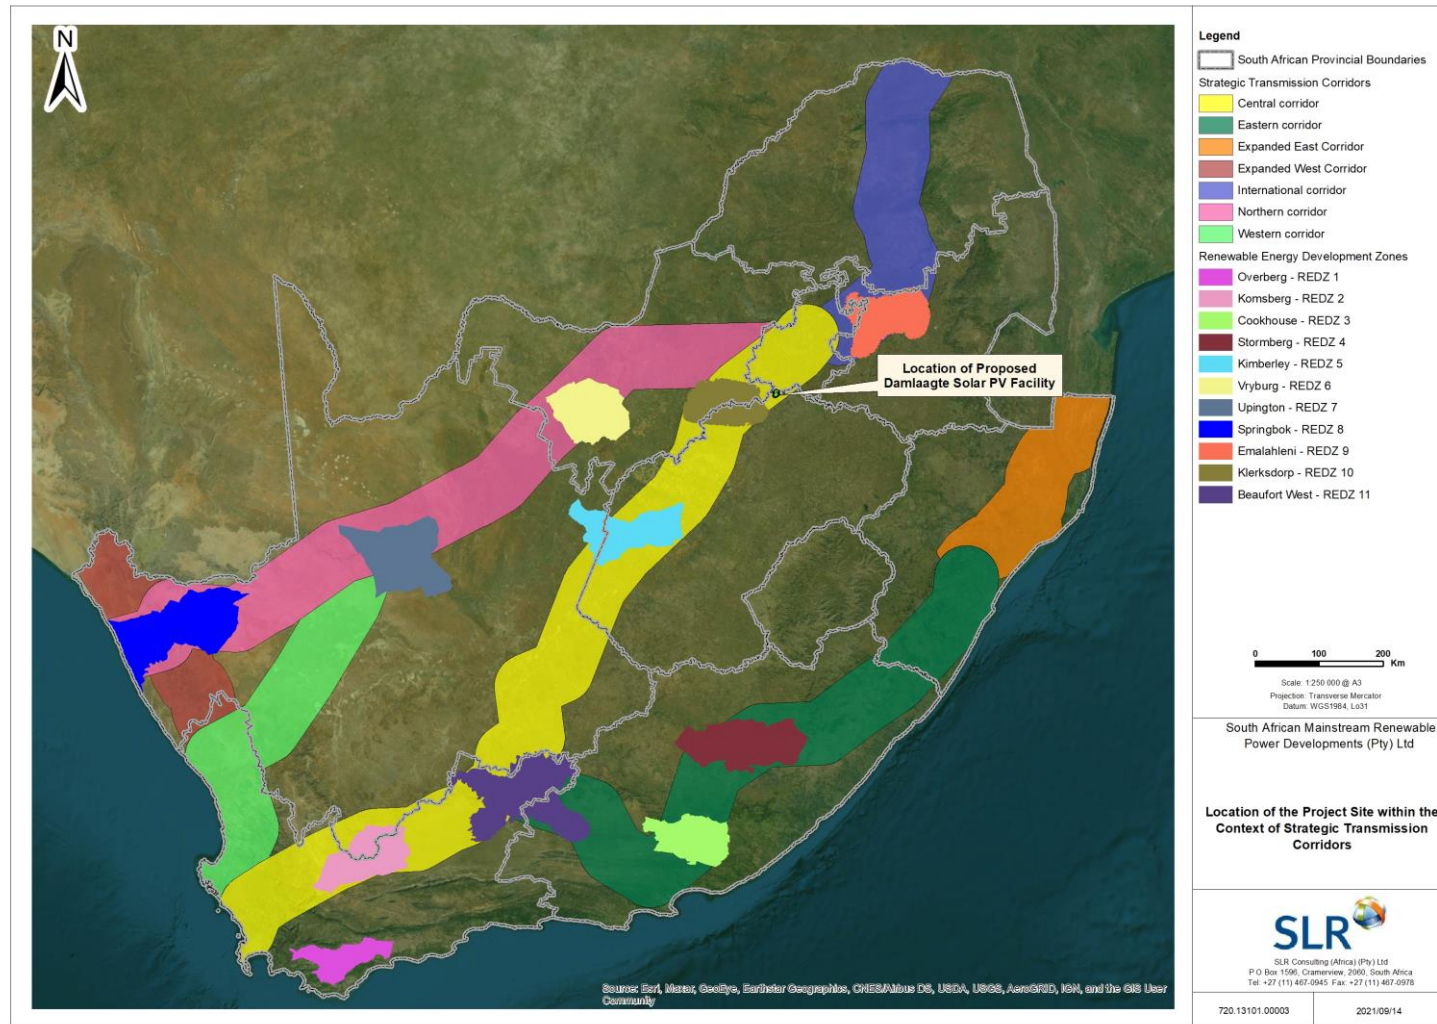 N
Location of Proposed
Damlaagte Solar PV Facility
Source: Esri, Maxar, GeoEye, Earthstar Geographics, CNES/Airbus DS, USDA, USGS, AeroGRID, IGN, and the GIS User
Community
Legend
South African Provincial Boundaries
Strategic Transmission Corridors
Central corridor
Eastern corridor
Expanded East Corridor
Expanded West Corridor
International corridor
Northern corridor
Western corridor
Renewable Energy Development Zones
Overberg - REDZ 1
Komsberg - REDZ 2
Cookhouse - REDZ 3
Stormberg - REDZ 4
Kimberley - REDZ 5
Vryburg - REDZ 6
Upington - REDZ 7
Springbok - REDZ 8
Emalahleni - REDZ 9
Klerksdorp - REDZ 10
Beaufort West - REDZ 11
0 100 200
Km
Scale: 1:250 000 @ A3
Projection: Transverse Mercator
Datum: WGS1984, Lo31
South African Mainstream Renewable
Power Developments (Pty) Ltd
Location of the Project Site within the
Context of Strategic Transmission
Corridors
SLR
SLR Consulting (Africa) (Pty) Ltd
P O Box 1596, Cramerview, 2060, South Africa
Tel: +27 (11) 467-0945 Fax: +27 (11) 467-0978
720.13101.00003 2021/09/14